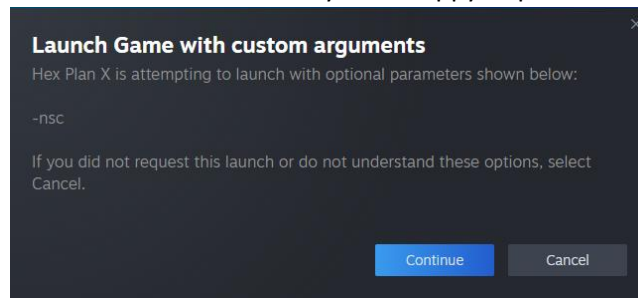 Launch Game with custom arguments
Hex Plan X is attempting to launch with optional parameters shown below:
-nsc
If you did not request this launch or do not understand these options, select
Cancel.
Continue Cancel